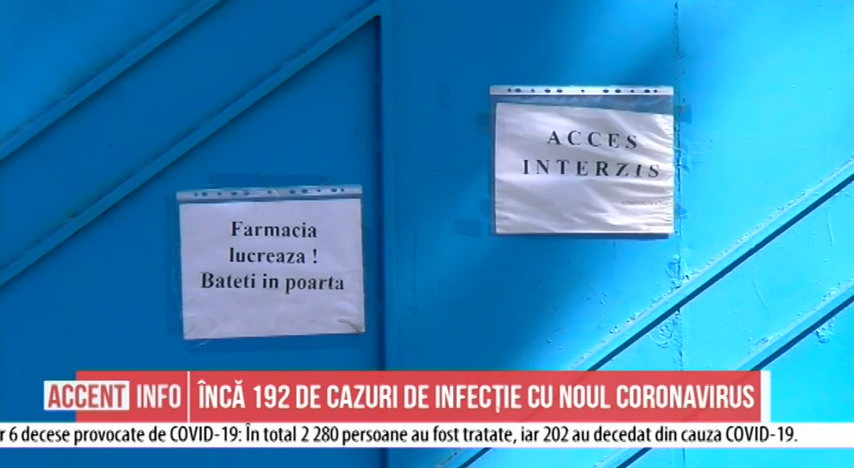 ACCES
INTERZIS
Farmacia
lucreaza !
Bateti in poarta
ACCENT INFO
ÎNCĂ 192 DE CAZURI DE INFECȚIE CU NOUL CORONAVIRUS
6 decese provocate de COVID-19: În total 2 280 persoane au fost tratate, iar 202 au decedat din cauza COVID-19.